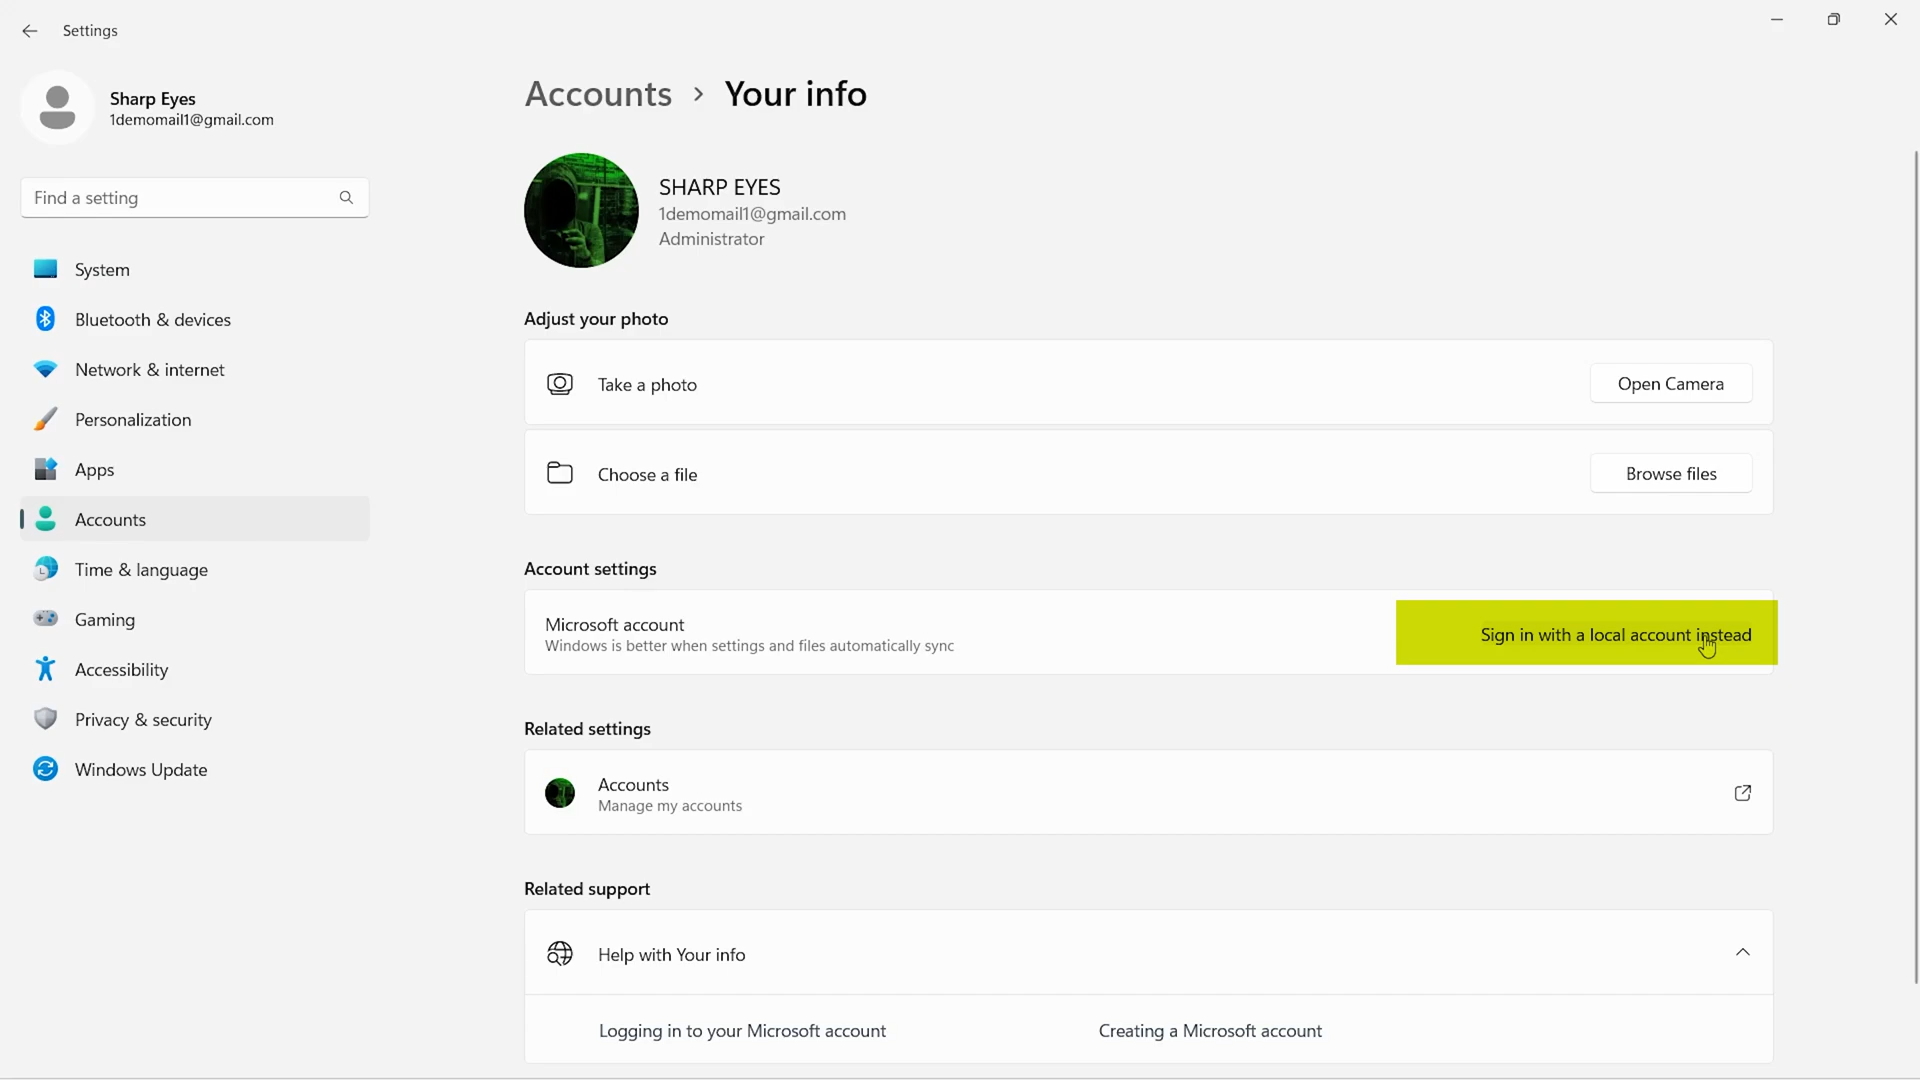 Settings
Sharp Eyes
1demomail1@gmail.com
Find a setting
System
Bluetooth & devices
Network & internet
Personalization
Apps
Accounts
Time & language
Gaming
Accessibility
Privacy & security
Windows Update
Accounts > Your info
SHARP EYES
1demomail1@gmail.com
Administrator
Adjust your photo
Take a photo
Open Camera
Choose a file
Browse files
Account settings
Microsoft account
Windows is better when settings and files automatically sync
Sign in with a local account instead
Related settings
Accounts
Manage my accounts
Related support
Help with Your info
Logging in to your Microsoft account
Creating a Microsoft account